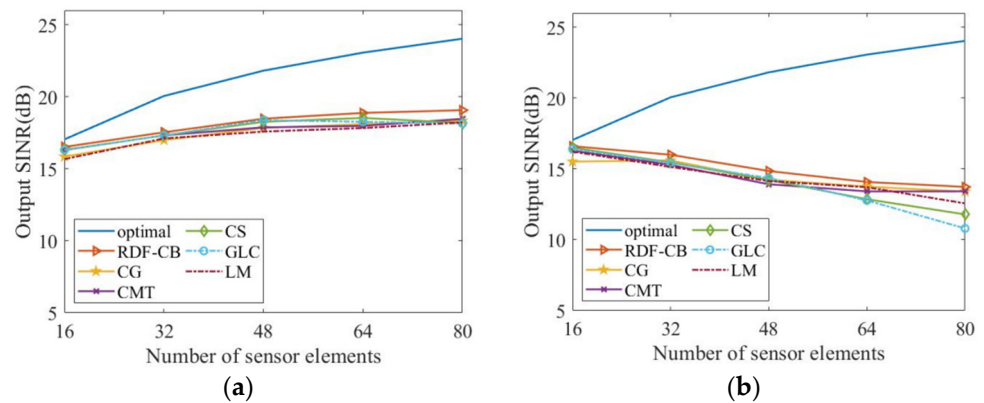 25
20
15
10
5
Output SINR(dB)
optimal
RDF-CB
CG
CMT
CS
GLC
LM
16 32 48 64 80
Number of sensor elements
(a)
25
20
15
10
5
Output SINR(dB)
optimal
RDF-CB
CG
CMT
CS
GLC
LM
16 32 48 64 80
Number of sensor elements
(b)